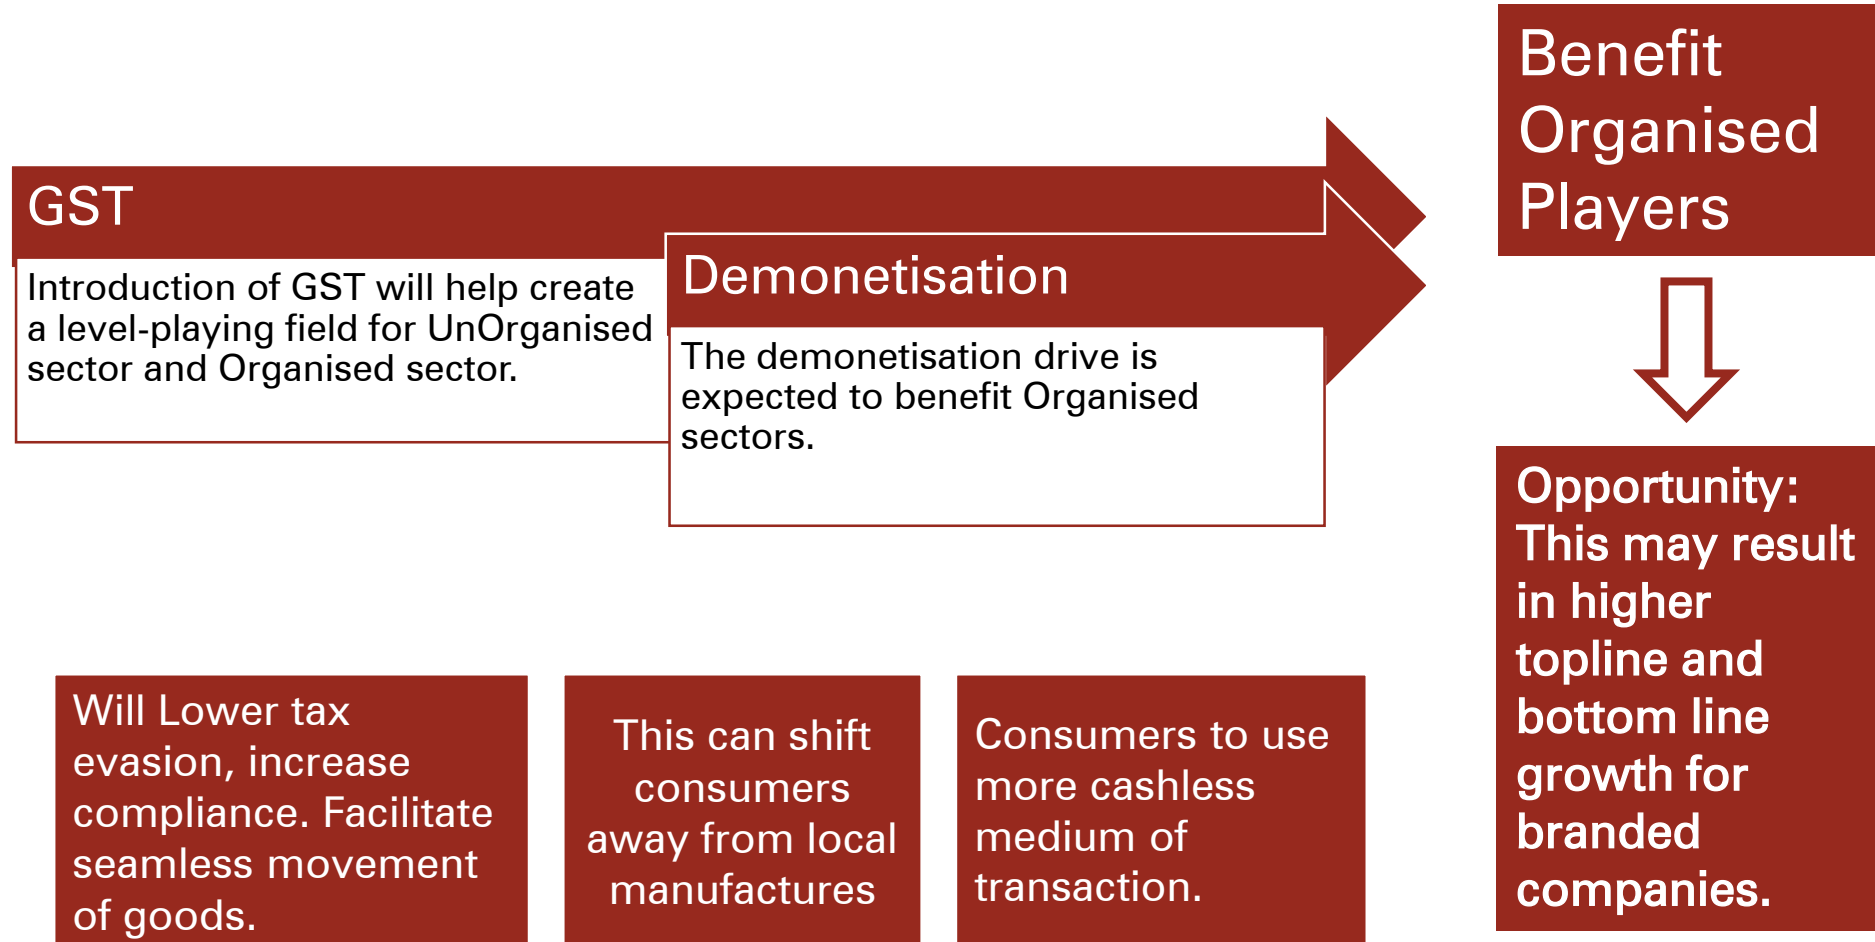 GST
Introduction of GST will help create
a level-playing field for UnOrganised
sector and Organised sector.
Demonetisation
The demonetisation drive is
expected to benefit Organised
sectors.
Benefit
Organised
Players
Opportunity:
This may result
in higher
topline and
bottom line
growth for
branded
companies.
Will Lower tax
evasion, increase
compliance. Facilitate
seamless movement
of goods.
This can shift
consumers
away from local
manufactures
Consumers to use
more cashless
medium of
transaction.